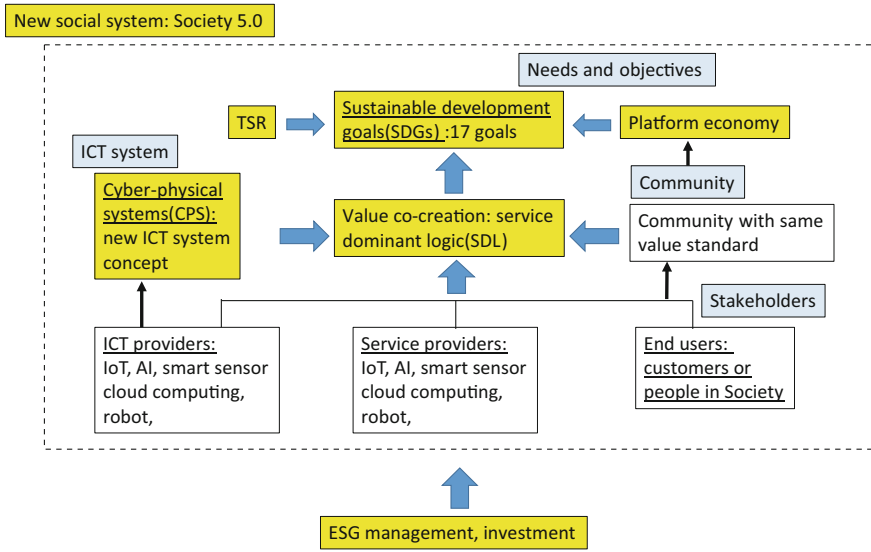 New social system: Society 5.0
Needs and objectives
TSR
Sustainable development
goals(SDGs) :17 goals
Platform economy
ICT system
Community
Cyber-physical
systems(CPS):
new ICT system
concept
Value co-creation: service
dominant logic(SDL)
Community with same
value standard
Stakeholders
ICT providers:
IoT, AI, smart sensor
cloud computing,
robot,
Service providers:
IoT, AI, smart sensor
cloud computing,
robot,
End users:
customers or
people in Society
ESG management, investment